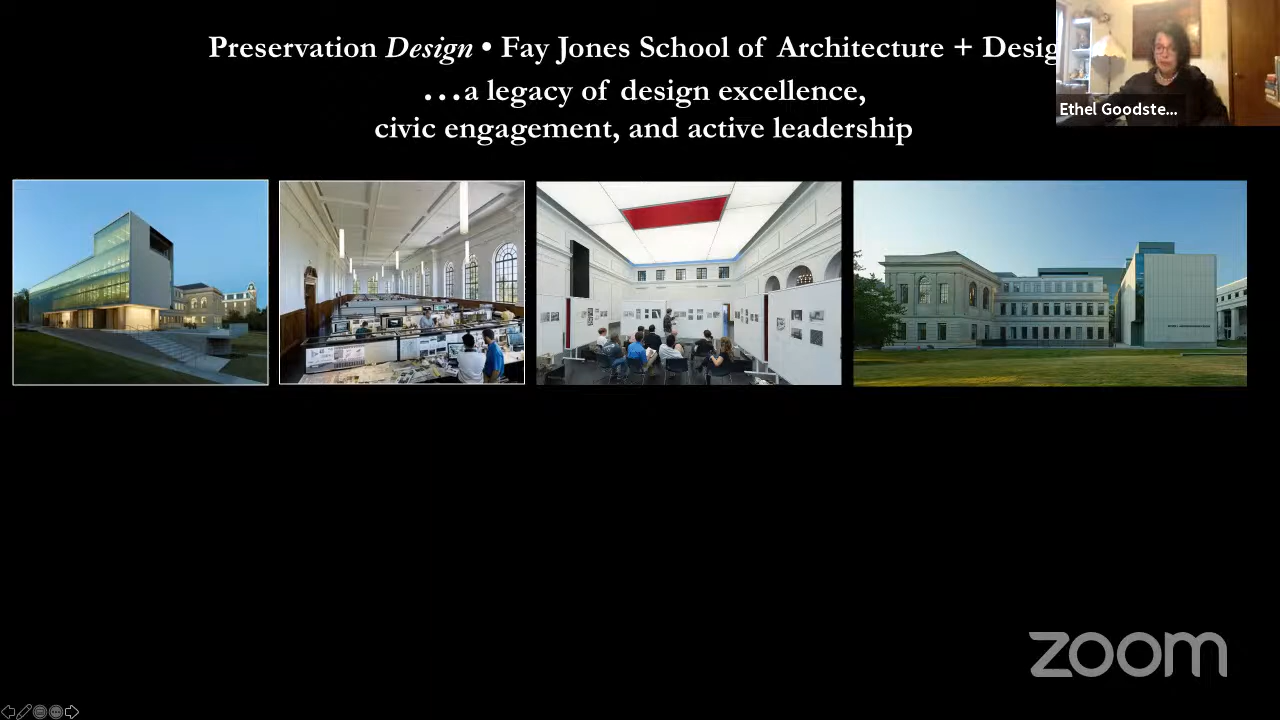 Preservation Design • Fay Jones School of Architecture + Desig
...a legacy of design excellence,
civic engagement, and active leadership
Ethel Goodste...
zoom